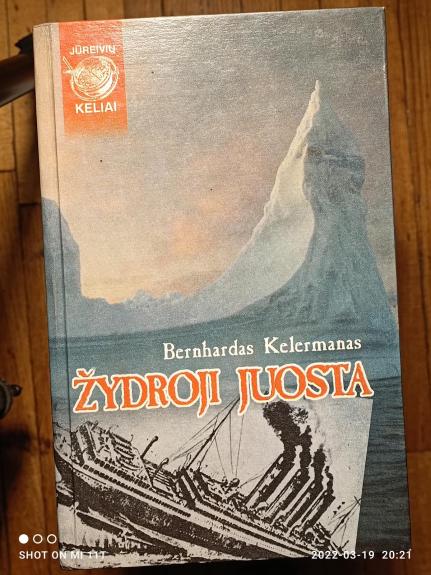 JŪREIVIŲ
KELIAI
Bernhardas Kelermanas
ŽYDROJI JUOSTA
SHOT ON MI 11T
2022-03-19 20:21